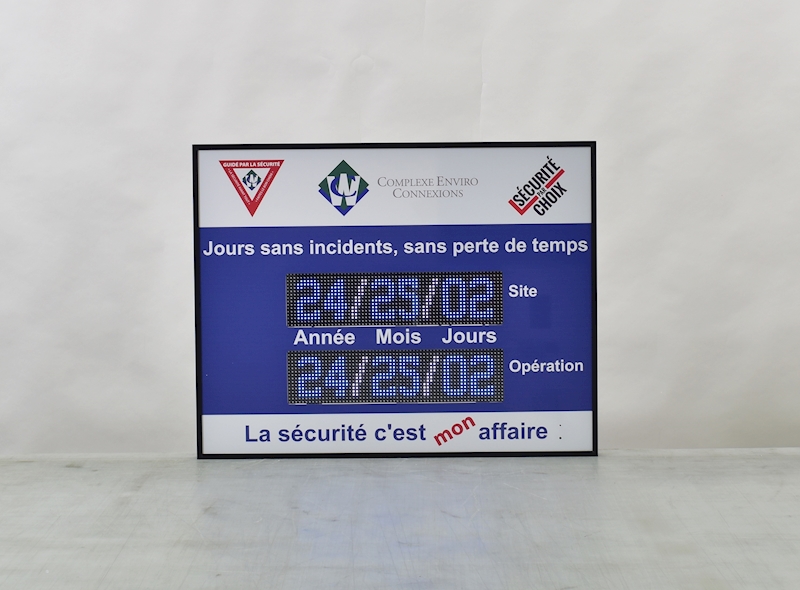 GUIDÉ PAR LA SÉCURITÉ
COMPLEXE ENVIRO
CONNEXIONS
SÉCURITÉ
PAR
CHOIX
Jours sans incidents, sans perte de temps
24/25/02 Site
Année Mois Jours
24/25/02 Opération
La sécurité c'est mon affaire :